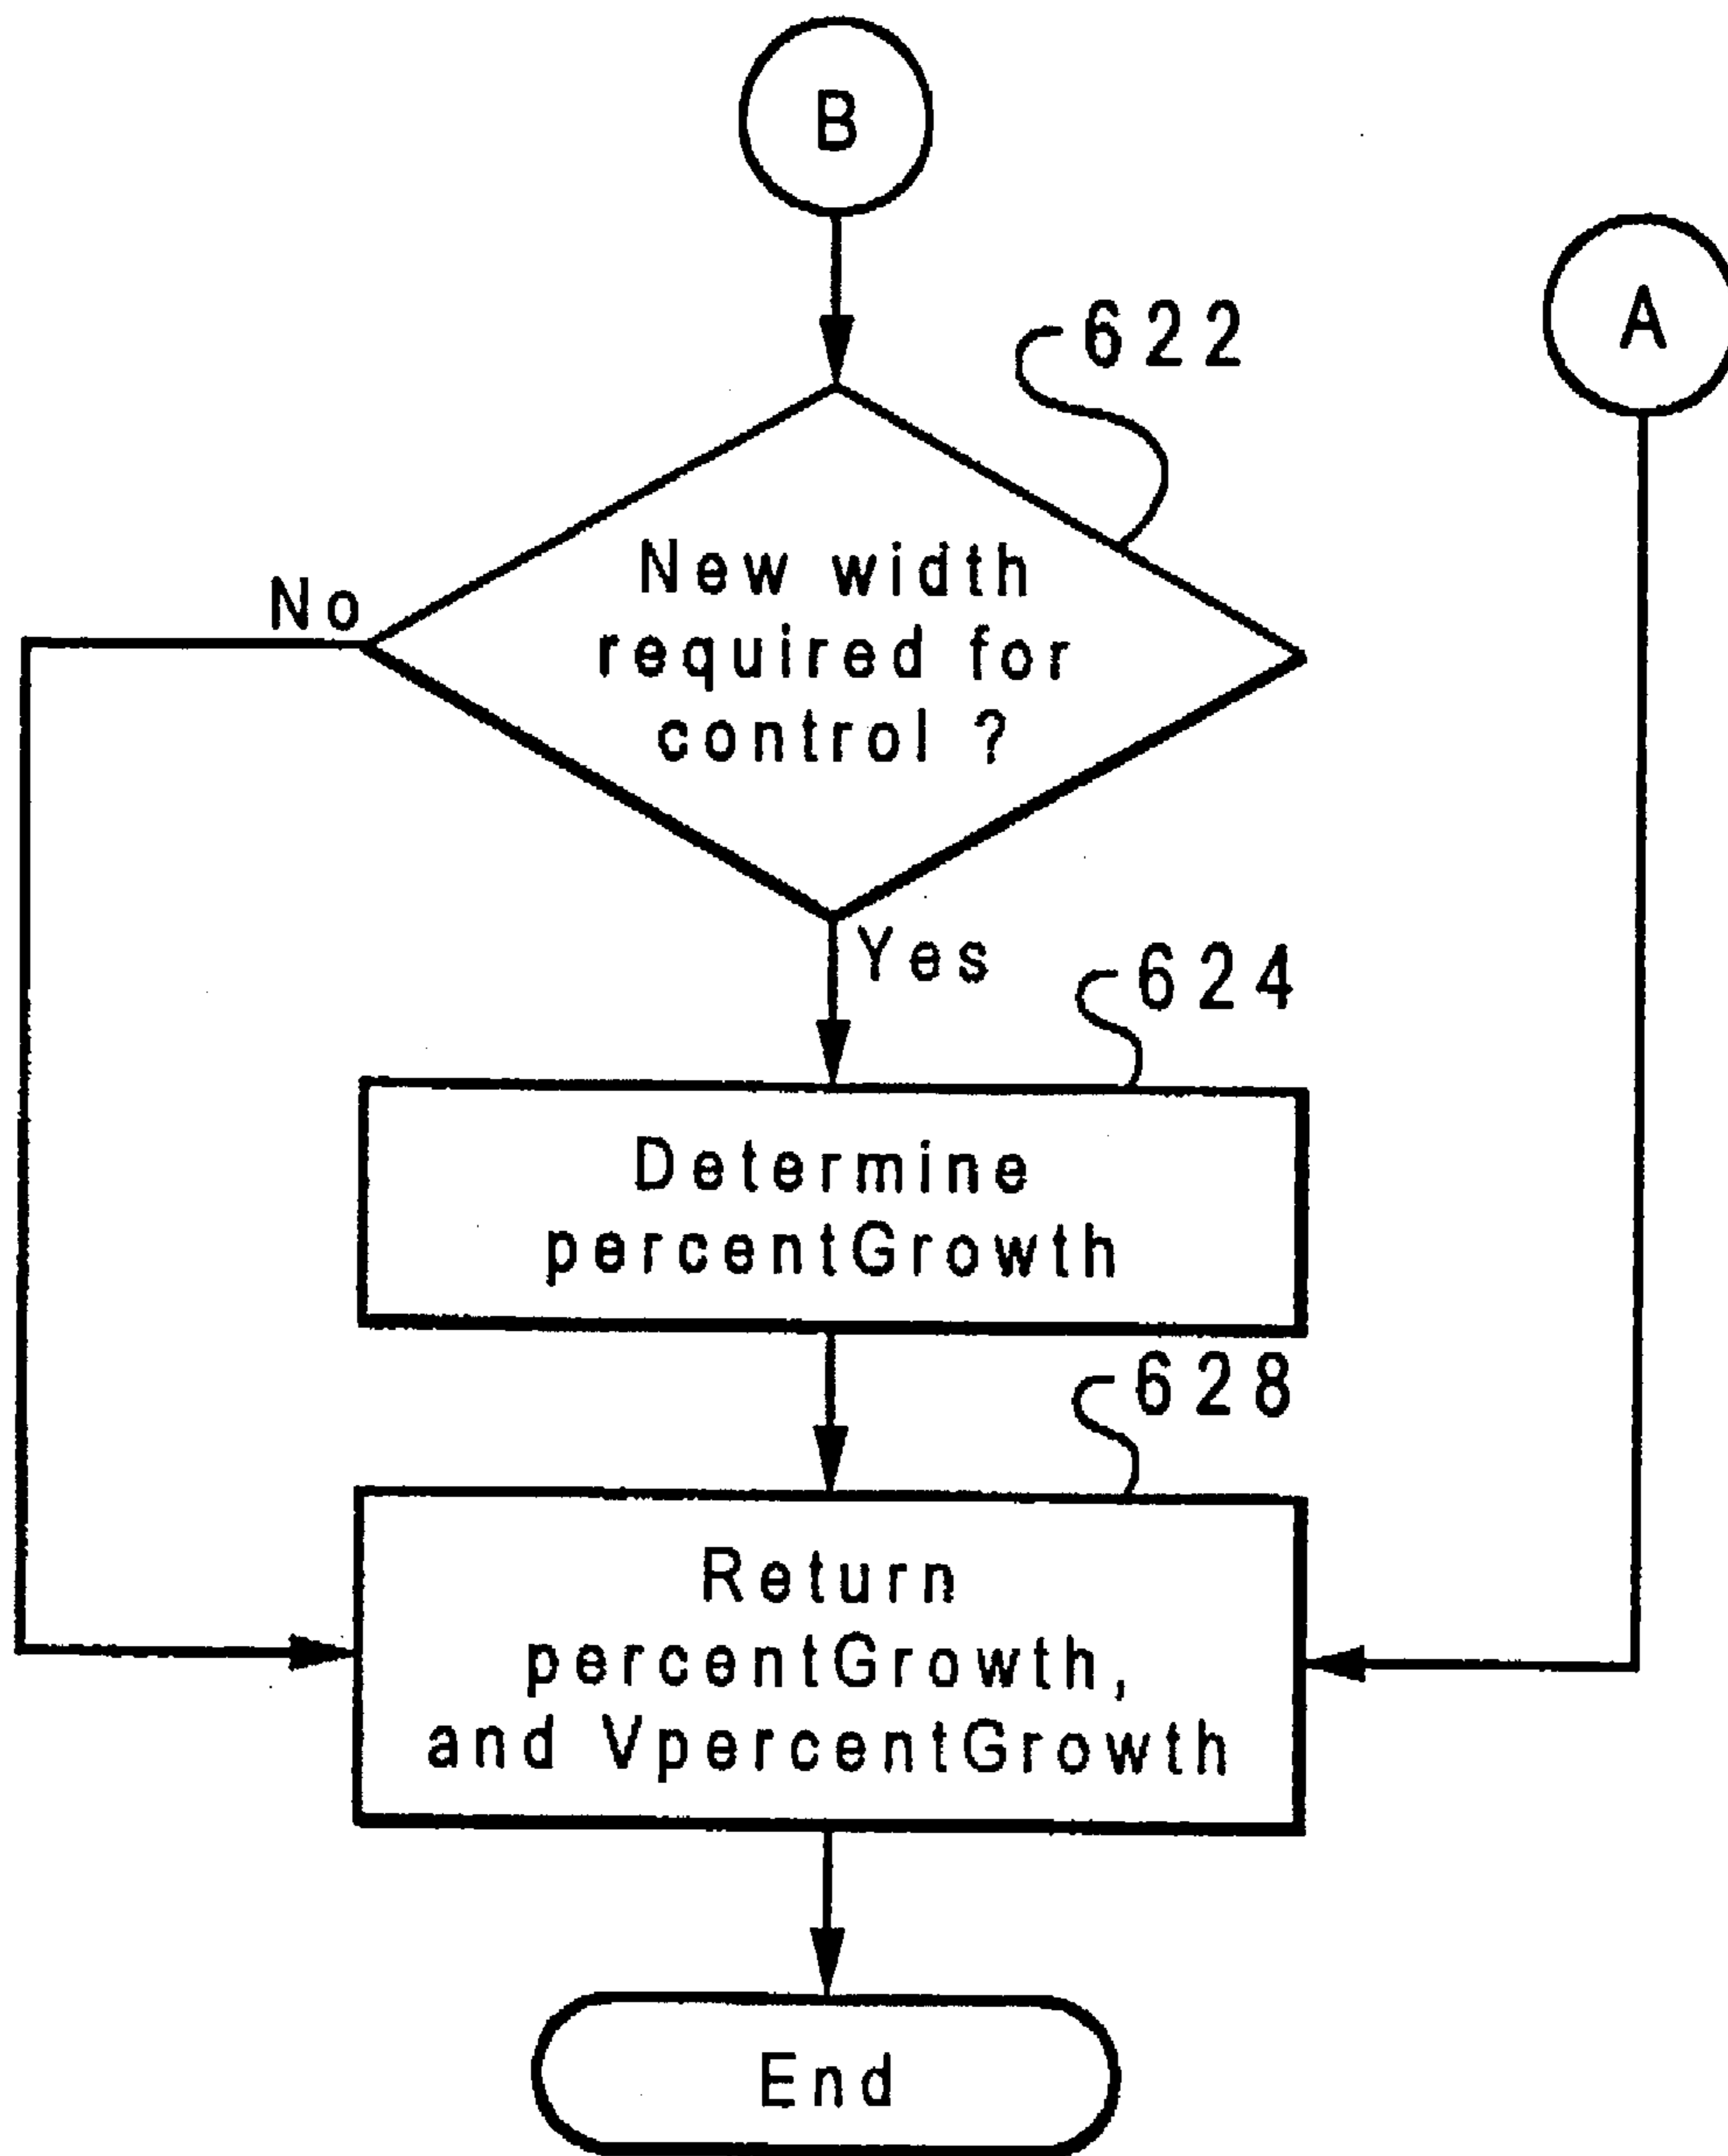 B
A
622
New width
required for
control ?
No
Yes
624
Determine
percentGrowth
628
Return
percentGrowth,
and VpercentGrowth
End